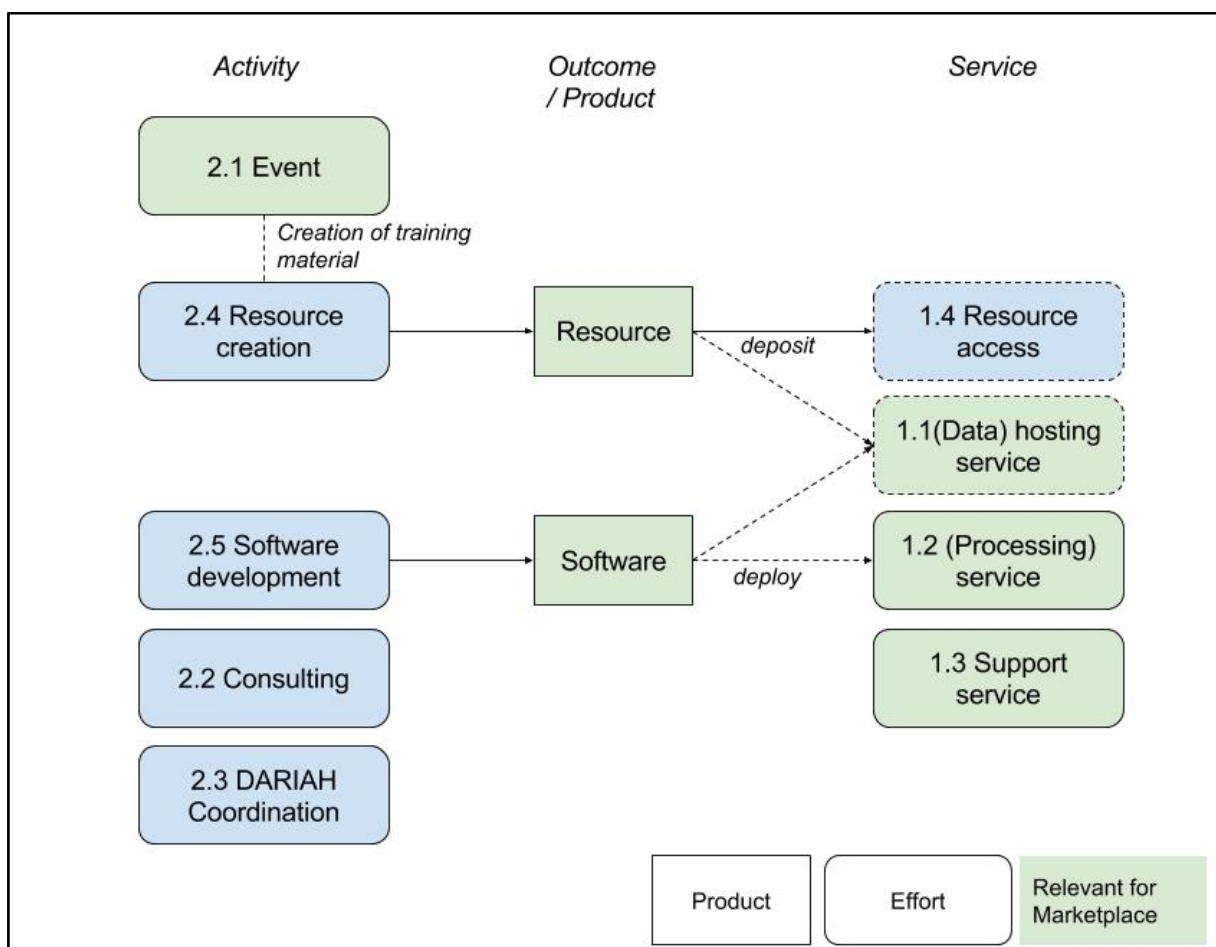 Activity
Outcome
/ Product
Service
2.1 Event
Creation of training
material
2.4 Resource
creation
Resource
deposit
1.4 Resource
access
1.1(Data) hosting
service
2.5 Software
development
Software
deploy
1.2 (Processing)
service
2.2 Consulting
1.3 Support
service
2.3 DARIAH
Coordination
Product
Effort
Relevant for
Marketplace